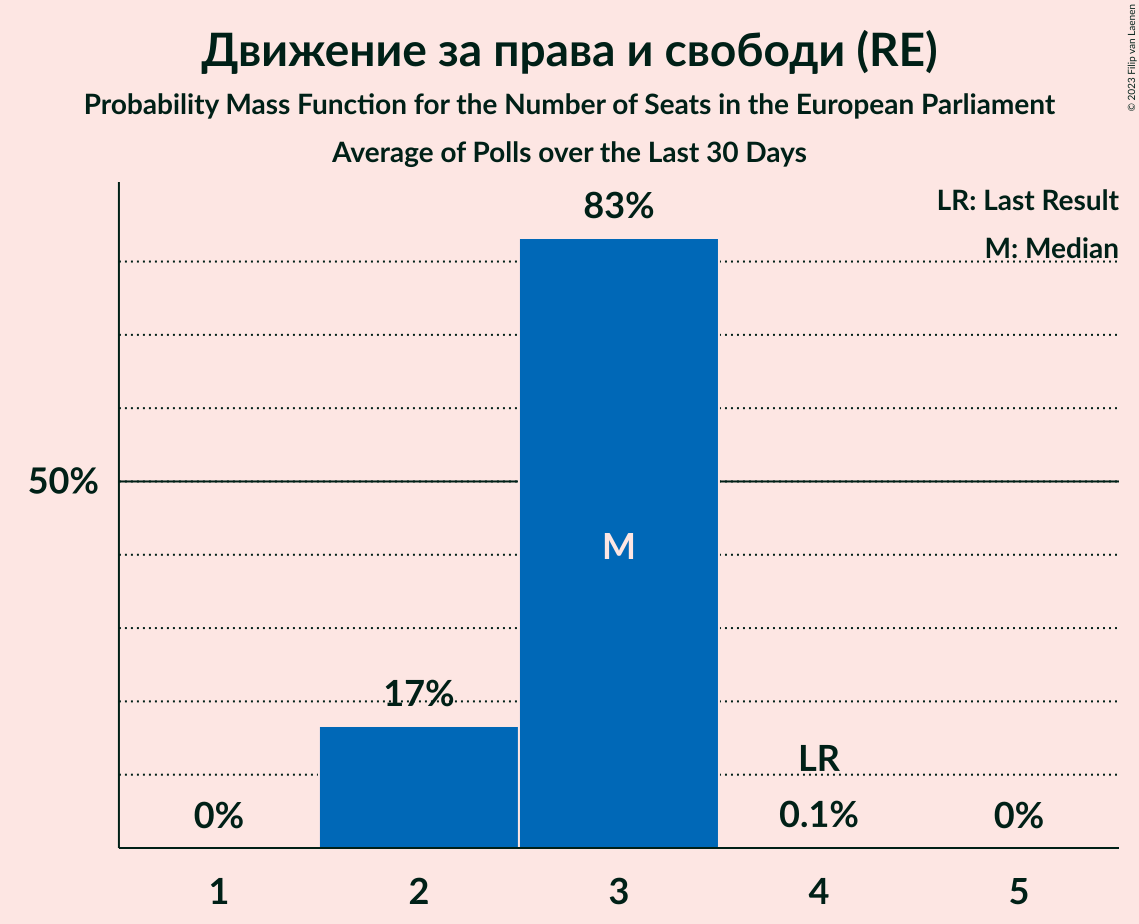 Движение за права и свободи (RE)
Probability Mass Function for the Number of Seats in the European Parliament
Average of Polls over the Last 30 Days
© 2023 Filip van Laenen
LR: Last Result
M: Median
83%
50%
M
17%
LR
0%
0.1%
0%
1
2
3
4
5